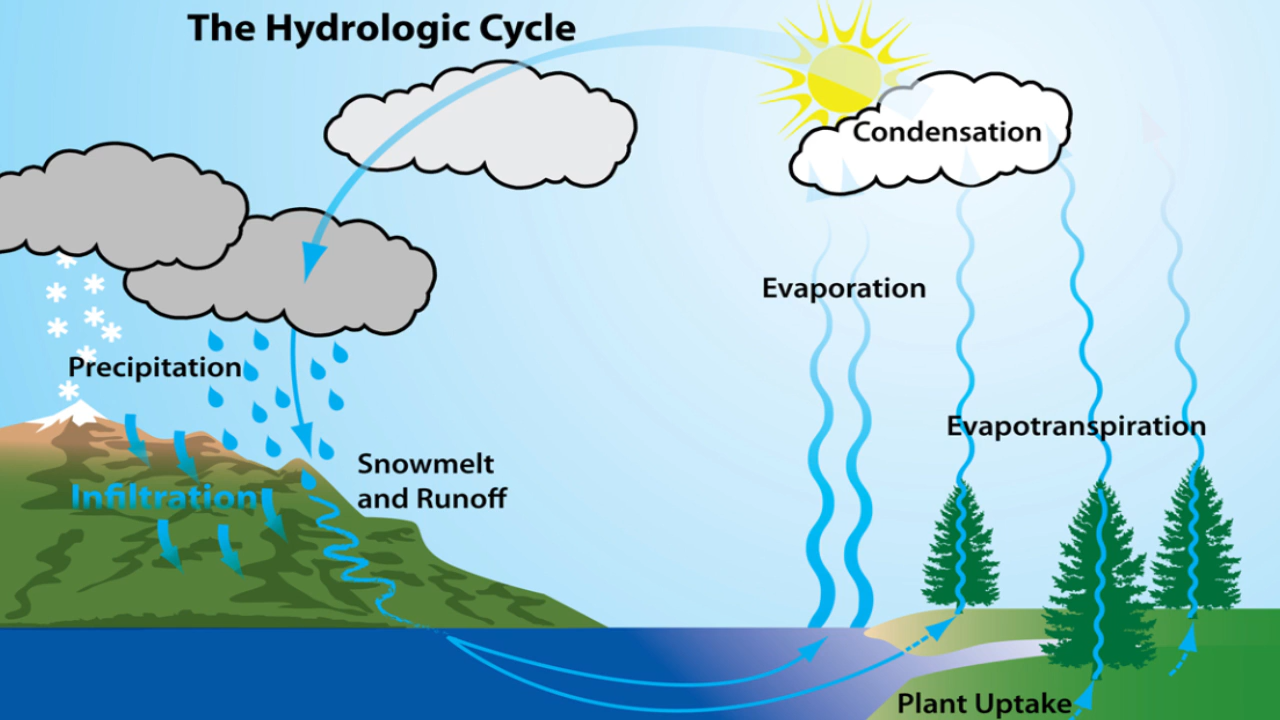 The Hydrologic Cycle
Condensation
Evaporation
Precipitation
Evapotranspiration
Snowmelt
and Runoff
Infiltration
Plant Uptake